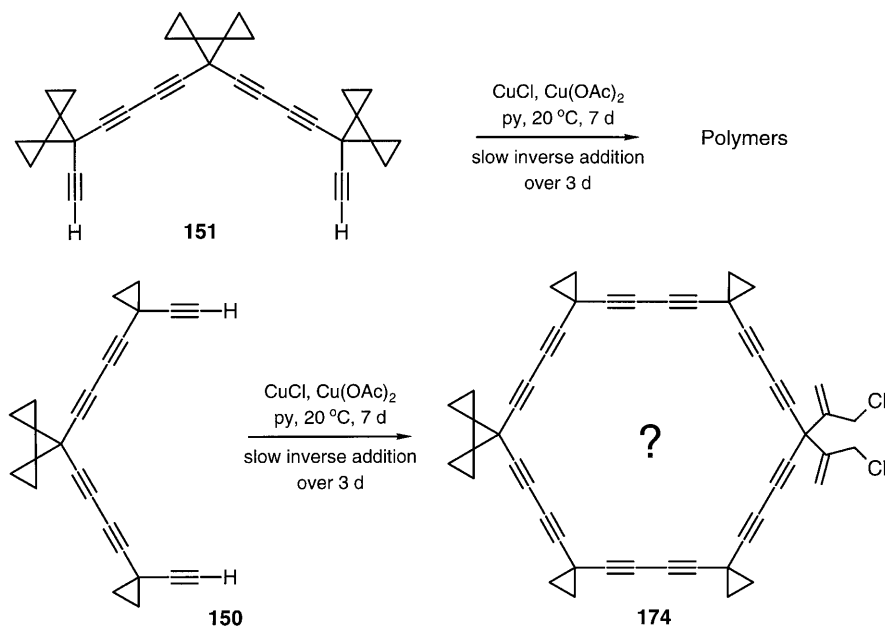 CuCl, Cu(OAc)₂
py, 20 °C, 7 d
slow inverse addition
over 3 d
Polymers
H
H
151
H
H
CuCl, Cu(OAc)₂
py, 20 °C, 7 d
slow inverse addition
over 3 d
?
Cl
Cl
150
174